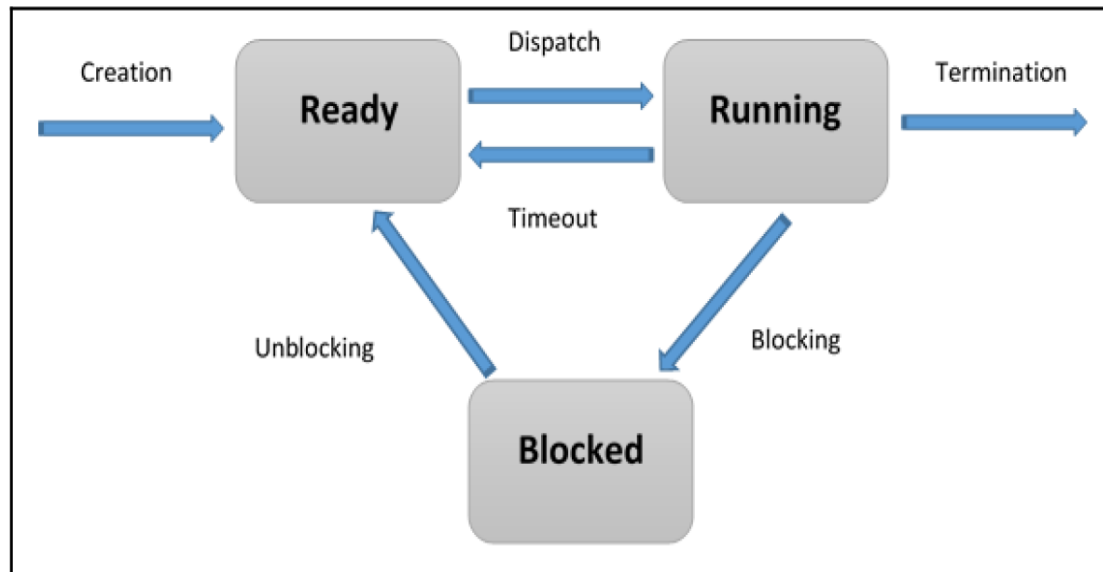 Creation
Ready
Dispatch
Running
Termination
Timeout
Unblocking
Blocking
Blocked